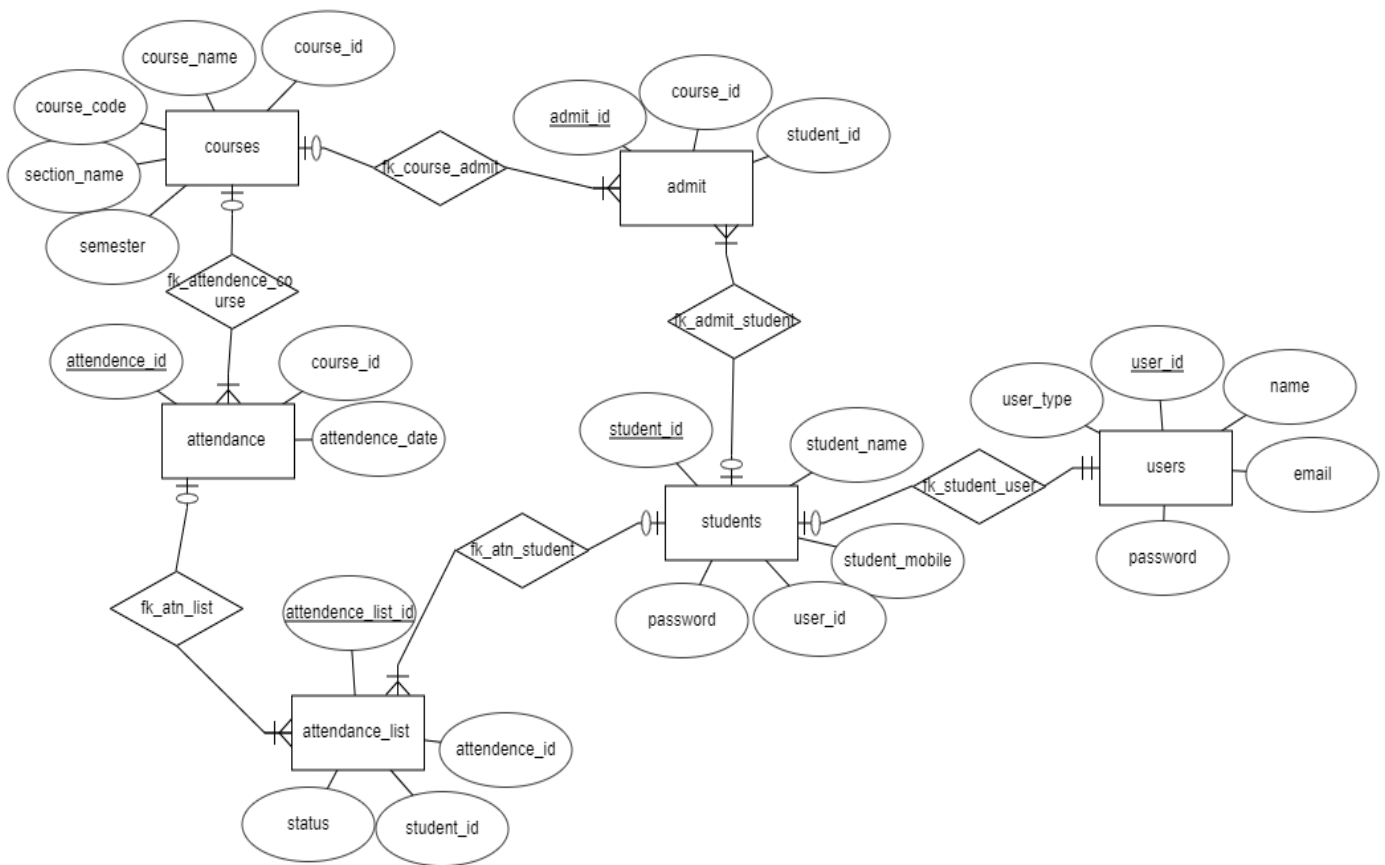 course_name
course_id
course_code
section_name
semester
courses
fk_course_admit
admit_id
course_id
student_id
admit
fk_attendence_co
urse
fk_admit_student
attendence_id
course_id
attendence_date
attendance
student_id
student_name
students
student_mobile
user_id
password
fk_student_user
user_type
user_id
name
email
password
users
fk_atn_student
fk_atn_list
attendence_list_id
attendance_list
attendence_id
status
student_id